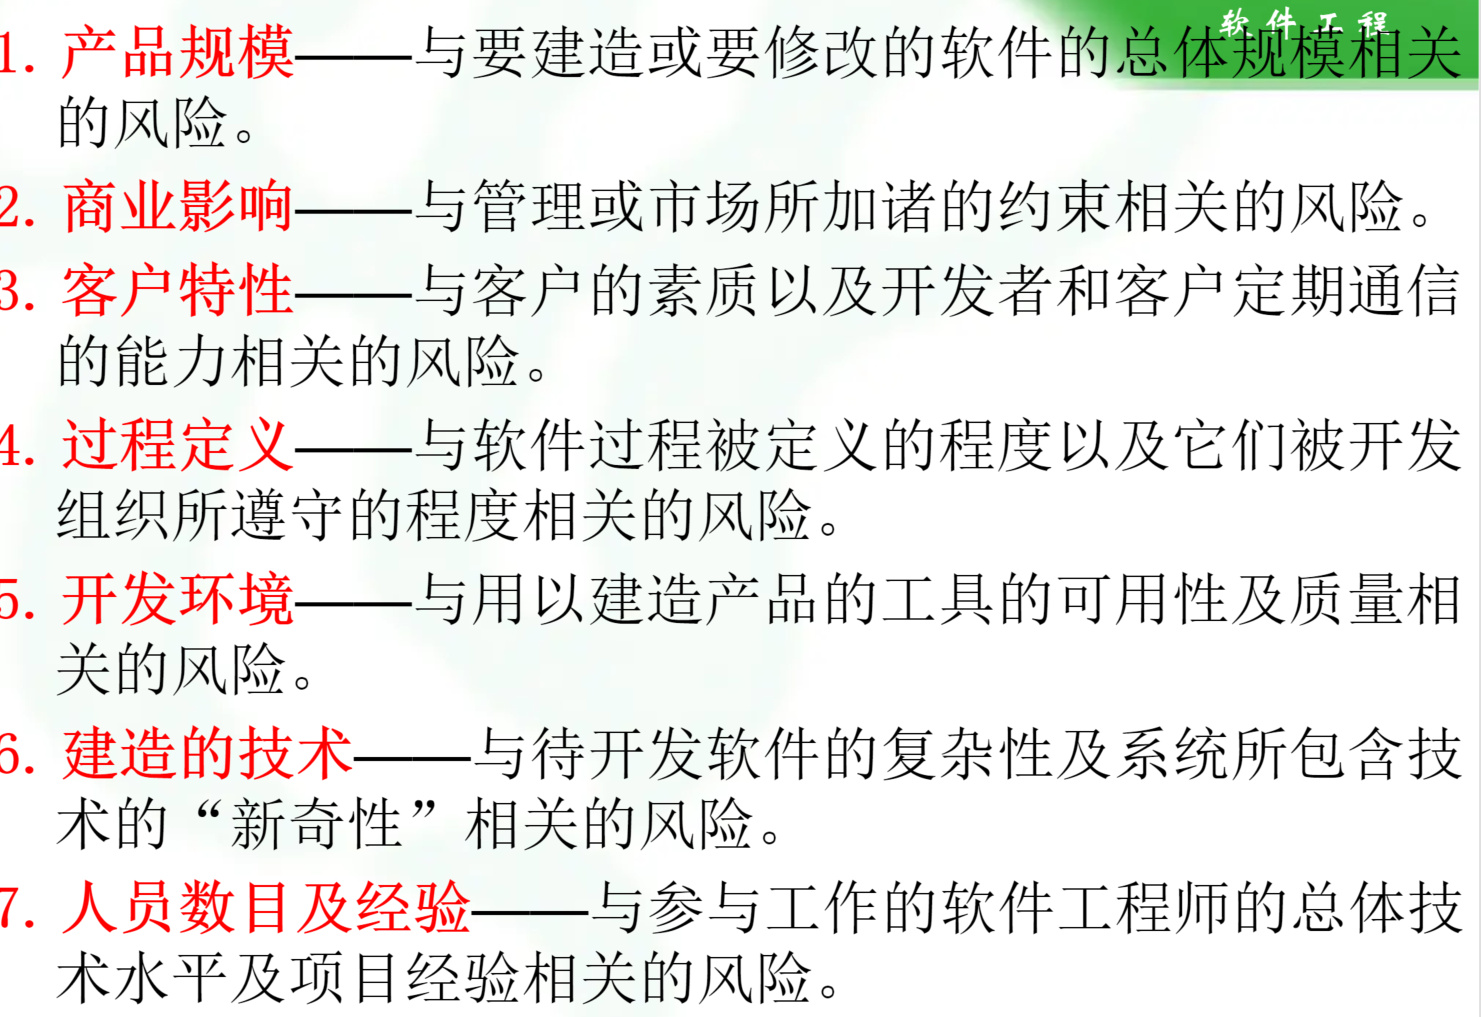 软件工程
1. 产品规模——与要建造或要修改的软件的总体规模相关
的风险。
2. 商业影响——与管理或市场所加诸的约束相关的风险。
3. 客户特性——与客户的素质以及开发者和客户定期通信
的能力相关的风险。
4. 过程定义——与软件过程被定义的程度以及它们被开发
组织所遵守的程度相关的风险。
5. 开发环境——与用以建造产品的工具的可用性及质量相
关的风险。
6. 建造的技术——与待开发软件的复杂性及系统所包含技
术的“新奇性”相关的风险。
7. 人员数目及经验——与参与工作的软件工程师的总体技
术水平及项目经验相关的风险。